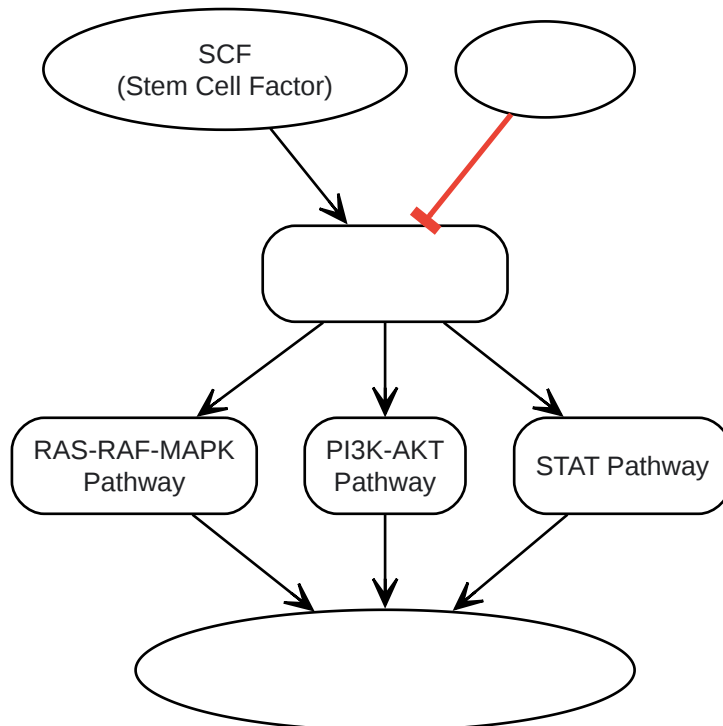 SCF
(Stem Cell Factor)
RAS-RAF-MAPK
Pathway
PI3K-AKT
Pathway
STAT Pathway